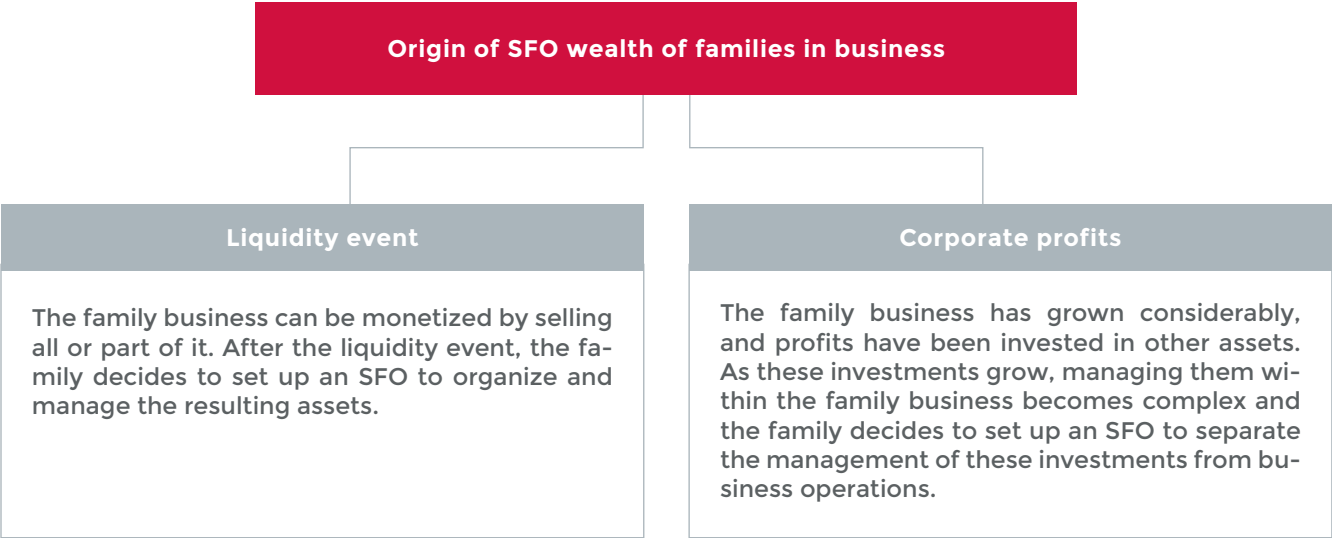 Origin of SFO wealth of families in business
Liquidity event
The family business can be monetized by selling
all or part of it. After the liquidity event, the fa-
mily decides to set up an SFO to organize and
manage the resulting assets.
Corporate profits
The family business has grown considerably,
and profits have been invested in other assets.
As these investments grow, managing them wi-
thin the family business becomes complex and
the family decides to set up an SFO to separate
the management of these investments from bu-
siness operations.